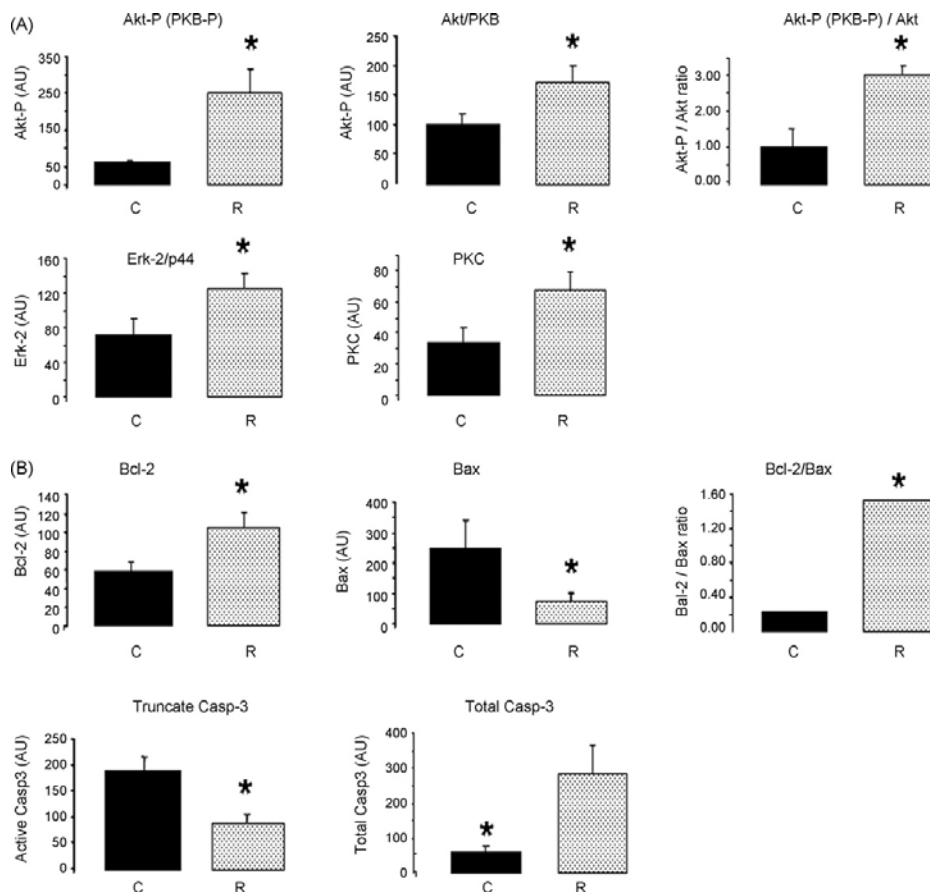 (A)
Akt-P (PKB-P)
Akt/PKB
Akt-P (PKB-P) / Akt
Akt-P (AU)
350
250
150
50
0
*
C R
Akt-P (AU)
250
200
150
100
50
0
*
C R
Akt-P / Akt ratio
3.00
2.00
1.00
0.00
*
C R
Erk-2/p44
PKC
Erk-2 (AU)
160
120
80
40
0
*
C R
PKC (AU)
80
60
40
20
0
*
C R
(B)
Bcl-2
Bax
Bcl-2/Bax
Bcl-2 (AU)
140
120
100
80
60
40
20
0
*
C R
Bax (AU)
400
300
200
100
0
*
C R
Bal-2 / Bax ratio
1.60
1.20
0.80
0.40
0.00
*
C R
Truncate Casp-3
Total Casp-3
Active Casp3 (AU)
250
200
150
100
50
0
*
C R
Total Casp3 (AU)
400
300
200
100
0
*
C R